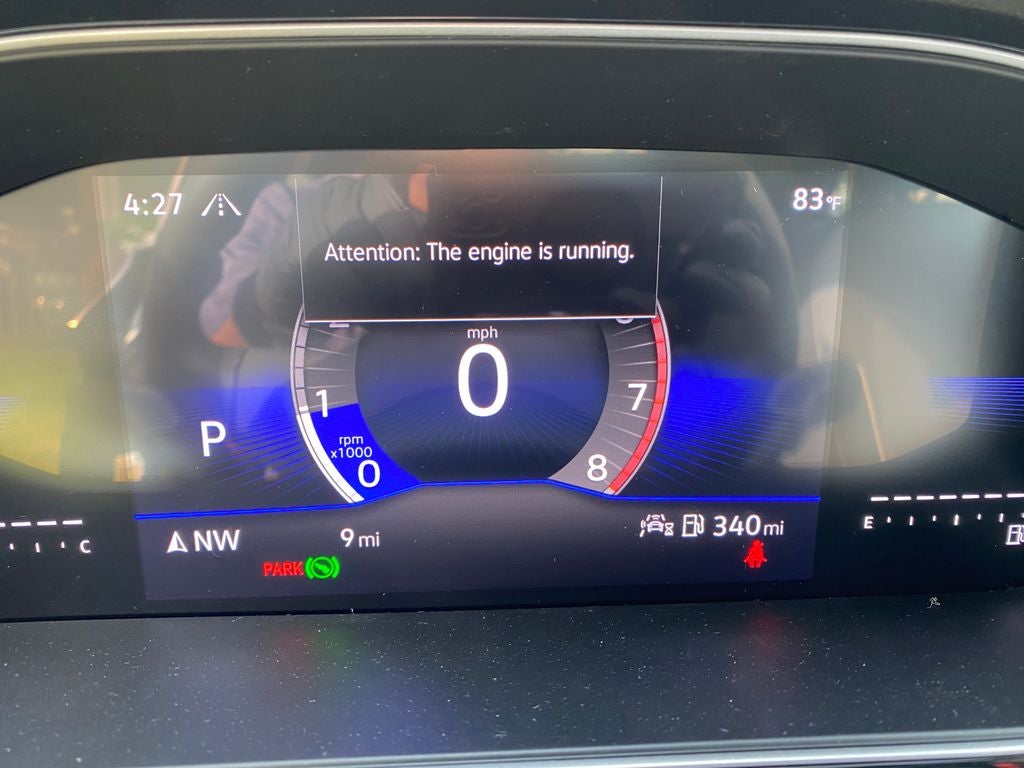 4:27
83°F
Attention: The engine is running.
mph
0
1
7
rpm
x1000
0
8
P
E
C
NW
9 mi
340 mi
PARK